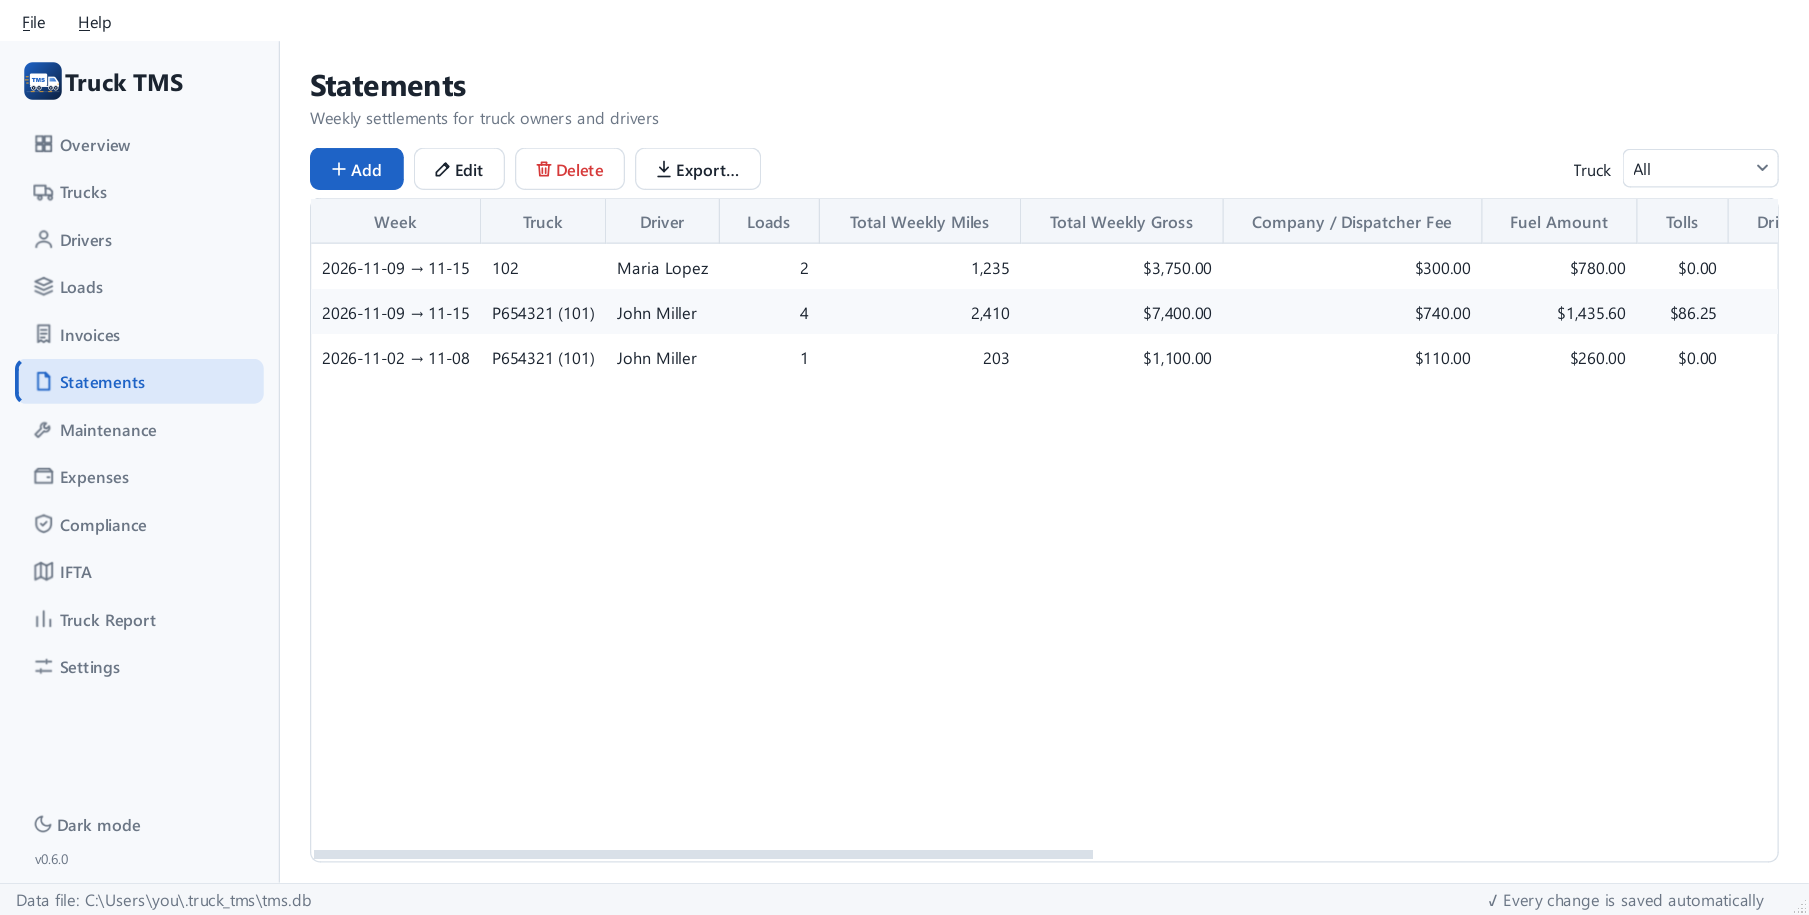 File Help
TMS
Truck TMS
Overview
Trucks
Drivers
Loads
Invoices
Statements
Maintenance
Expenses
Compliance
IFTA
Truck Report
Settings
Dark mode
v0.6.0
Statements
Weekly settlements for truck owners and drivers
+ Add Edit Delete Export... Truck All
Week Truck Driver Loads Total Weekly Miles Total Weekly Gross Company / Dispatcher Fee Fuel Amount Tolls Dri
2026-11-09 → 11-15 102 Maria Lopez 2 1,235 $3,750.00 $300.00 $780.00 $0.00
2026-11-09 → 11-15 P654321 (101) John Miller 4 2,410 $7,400.00 $740.00 $1,435.60 $86.25
2026-11-02 → 11-08 P654321 (101) John Miller 1 203 $1,100.00 $110.00 $260.00 $0.00
Data file: C:\Users\you\.truck_tms\tms.db ✓ Every change is saved automatically